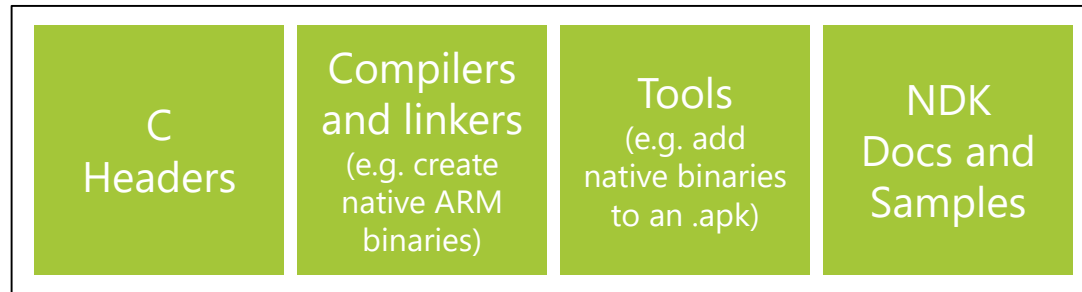 C
Headers
Compilers
and linkers
(e.g. create
native ARM
binaries)
Tools
(e.g. add
native binaries
to an .apk)
NDK
Docs and
Samples